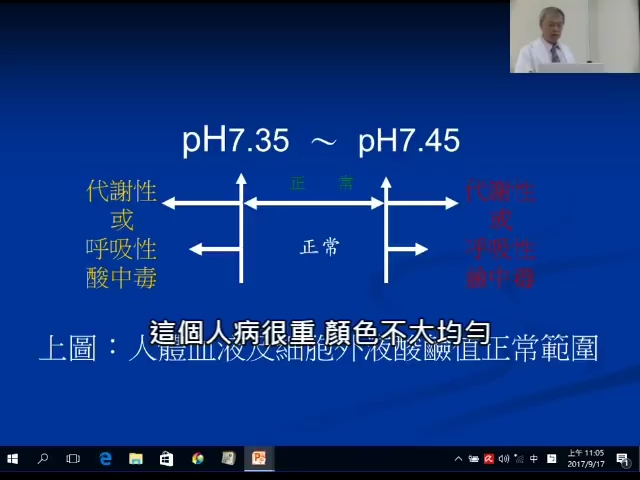 pH7.35 ～ pH7.45
正 常
代謝性
或
呼吸性
酸中毒
正常
代謝性
或
呼吸性
鹼中毒
這個人病很重 顏色不大均勻
上圖：人體血液及細胞外液酸鹼值正常範圍
中
上午 11:05
2017/9/17